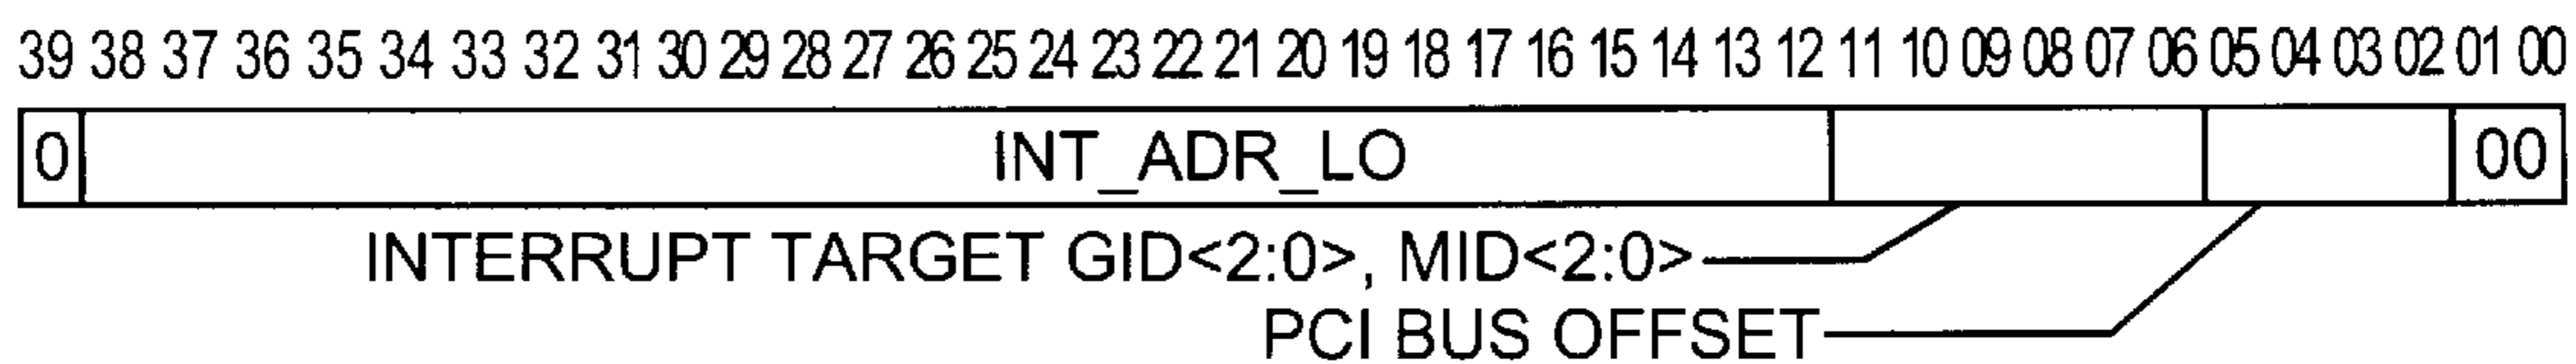 39 38 37 36 35 34 33 32 31 30 29 28 27 26 25 24 23 22 21 20 19 18 17 16 15 14 13 12 11 10 09 08 07 06 05 04 03 02 01 00
0 INT_ADR_LO 00
INTERRUPT TARGET GID<2:0>, MID<2:0>
PCI BUS OFFSET